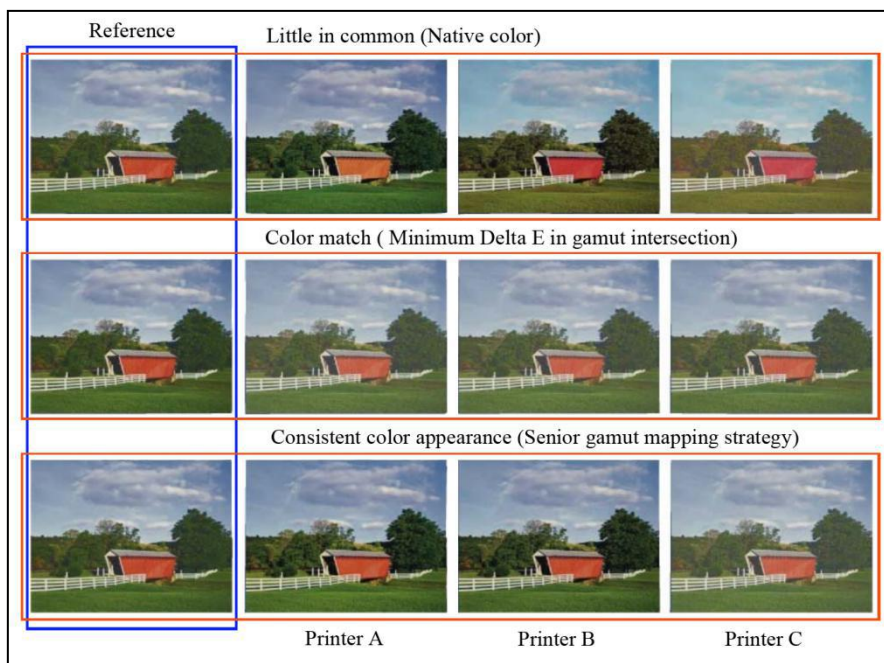 Reference
Little in common (Native color)
Color match ( Minimum Delta E in gamut intersection)
Consistent color appearance (Senior gamut mapping strategy)
Printer A
Printer B
Printer C